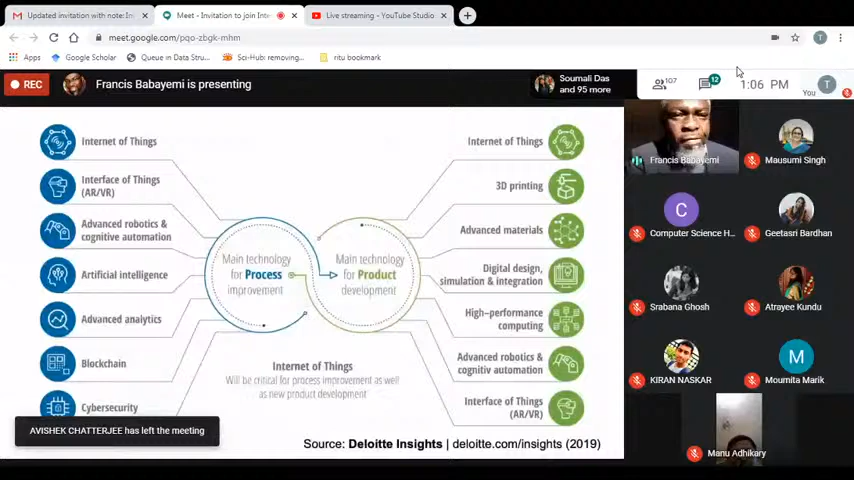 Updated invitation with note: In
Meet - Invitation to join Inte
Live streaming - YouTube Studio
meet.google.com/pqo-zbgk-mhm
T
Apps
Google Scholar
Queue in Data Stru...
Sci-Hub: removing...
ritu bookmark
REC
Francis Babayemi is presenting
Soumali Das
and 95 more
107
12
1:06 PM
You
T
Internet of Things
Interface of Things
(AR/VR)
Advanced robotics &
cognitive automation
Artificial intelligence
Advanced analytics
Blockchain
Cybersecurity
Main technology
for Process
improvement
Main technology
for Product
development
Internet of Things
Will be critical for process improvement as well
as new product development
Internet of Things
3D printing
Advanced materials
Digital design,
simulation & integration
High-performance
computing
Advanced robotics &
cognitiv automation
Interface of Things
(AR/VR)
AVISHEK CHATTERJEE has left the meeting
Source: Deloitte Insights | deloitte.com/insights (2019)
Francis Babayemi
Mausumi Singh
C
Computer Science H...
Geetasri Bardhan
Srabana Ghosh
Atrayee Kundu
KIRAN NASKAR
M
Moumita Marik
Manu Adhikary